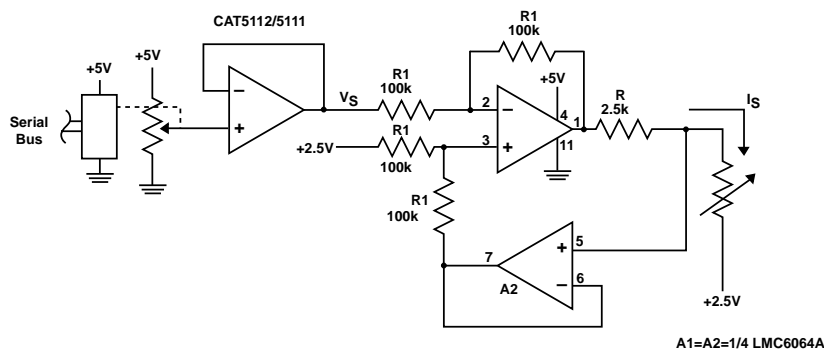 CAT5112/5111
+5V
+5V
Serial
Bus
−
+
VS
R1
100k
R1
100k
+2.5V
R1
100k
R1
100k
+5V
2
−
3
+
4
1
11
R
2.5k
IS
7
A2
+
5
−
6
+2.5V
A1=A2=1/4 LMC6064A